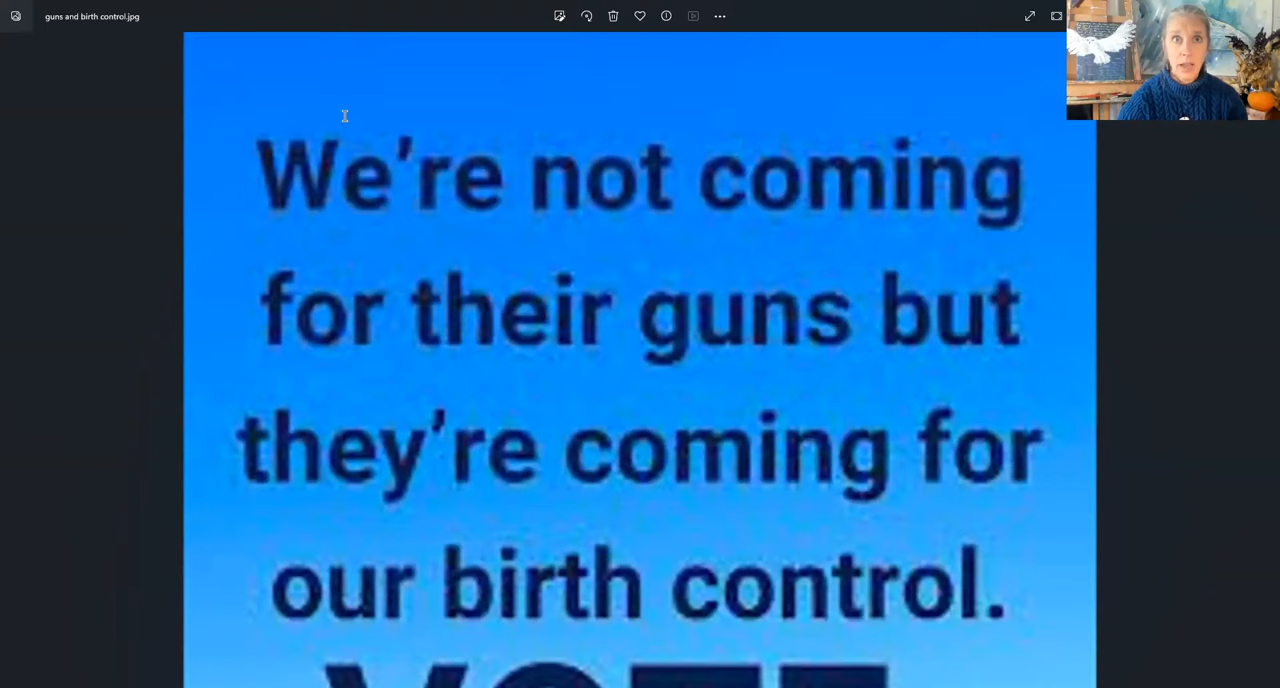 guns and birth control.jpg
We're not coming
for their guns but
they're coming for
our birth control.
VOTE